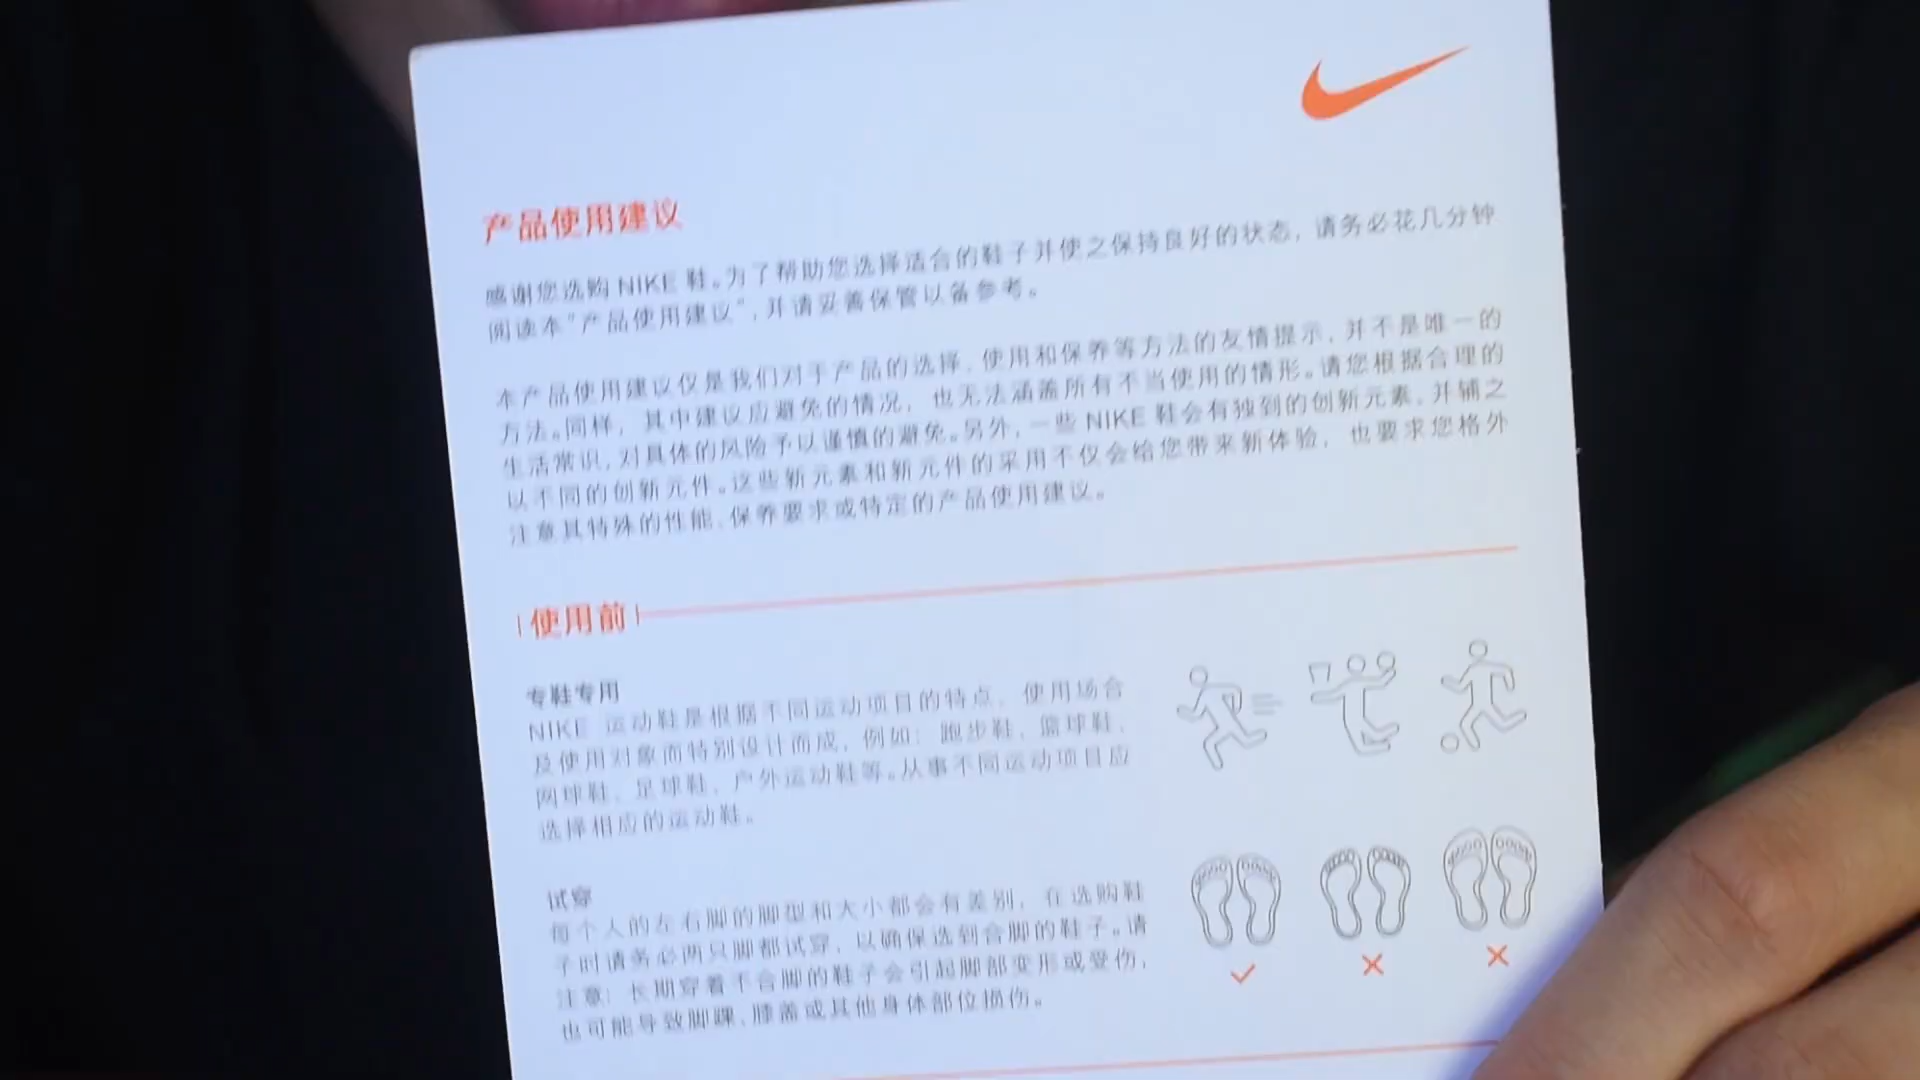 产品使用建议
感谢您选购 NIKE 鞋。为了帮助您选择适合的鞋子并使之保持良好的状态，请务必花几分钟
阅读本“产品使用建议”，并请妥善保管以备参考。
本产品使用建议仅是我们对于产品的选择、使用和保养等方法的友情提示，并不是唯一的
方法。同样，其中建议应避免的情况，也无法涵盖所有不当使用的情形。请您根据合理的
生活常识，对具体的风险予以谨慎的避免。另外，一些 NIKE 鞋会有独到的创新元素，并辅之
以不同的创新元件。这些新元素和新元件的采用不仅会给您带来新体验，也要求您格外
注意其特殊的性能、保养要求或特定的产品使用建议。
使用前
专鞋专用
NIKE 运动鞋是根据不同运动项目的特点、使用场合
及使用对象而特别设计而成，例如：跑步鞋、篮球鞋、
网球鞋、足球鞋、户外运动鞋等。从事不同运动项目应
选择相应的运动鞋。
试穿
每个人的左右脚的脚型和大小都会有差别，在选购鞋
子时请务必两只脚都试穿，以确保选到合脚的鞋子。请
注意：长期穿着不合脚的鞋子会引起脚部变形或受伤，
也可能导致脚踝、膝盖或其他身体部位损伤。